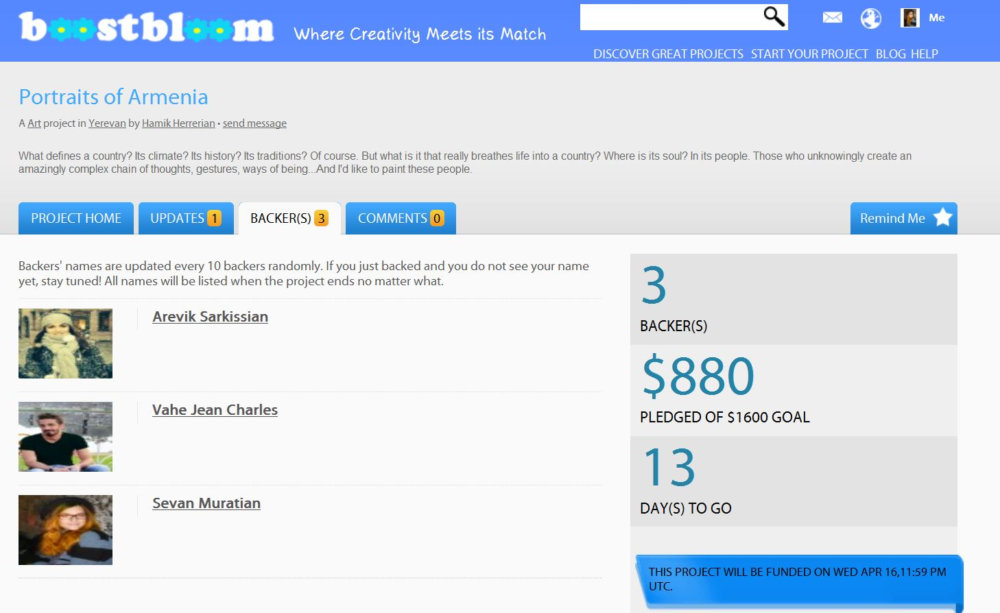 boostbloom
Where Creativity Meets its Match
Me
DISCOVER GREAT PROJECTS START YOUR PROJECT BLOG HELP
Portraits of Armenia
A Art project in Yerevan by Hamik Herrerian • send message
What defines a country? Its climate? Its history? Its traditions? Of course. But what is it that really breathes life into a country? Where is its soul? In its people. Those who unknowingly create an
amazingly complex chain of thoughts, gestures, ways of being...And I'd like to paint these people.
PROJECT HOME
UPDATES 1
BACKER(S) 3
COMMENTS 0
Remind Me
Backers' names are updated every 10 backers randomly. If you just backed and you do not see your name
yet, stay tuned! All names will be listed when the project ends no matter what.
Arevik Sarkissian
Vahe Jean Charles
Sevan Muratian
3
BACKER(S)
$880
PLEDGED OF $1600 GOAL
13
DAY(S) TO GO
THIS PROJECT WILL BE FUNDED ON WED APR 16,11:59 PM
UTC.